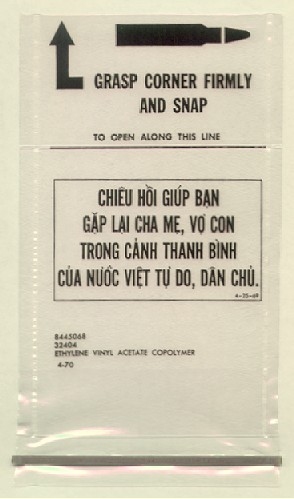 GRASP CORNER FIRMLY
AND SNAP
TO OPEN ALONG THIS LINE
CHIÊU HỒI GIÚP BẠN
GẶP LẠI CHA MẸ, VỢ CON
TRONG CẢNH THANH BÌNH
CỦA NƯỚC VIỆT TỰ DO, DÂN CHỦ.
4-25-69
8445068
32404
ETHYLENE VINYL ACETATE COPOLYMER
4-70